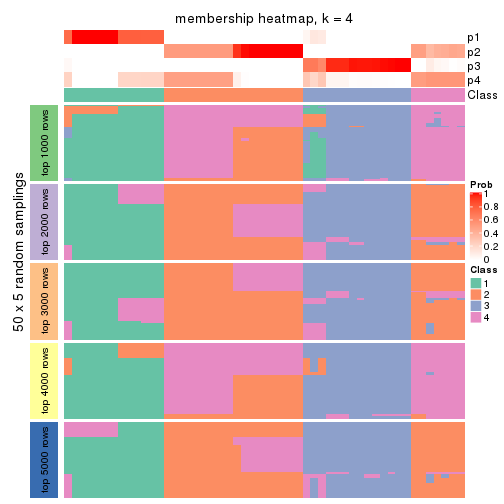 membership heatmap, k = 4
p1
p2
p3
p4
Class
50 x 5 random samplings
top 1000 rows
top 2000 rows
top 3000 rows
top 4000 rows
top 5000 rows
Prob
1
0.8
0.6
0.4
0.2
0
Class
1
2
3
4